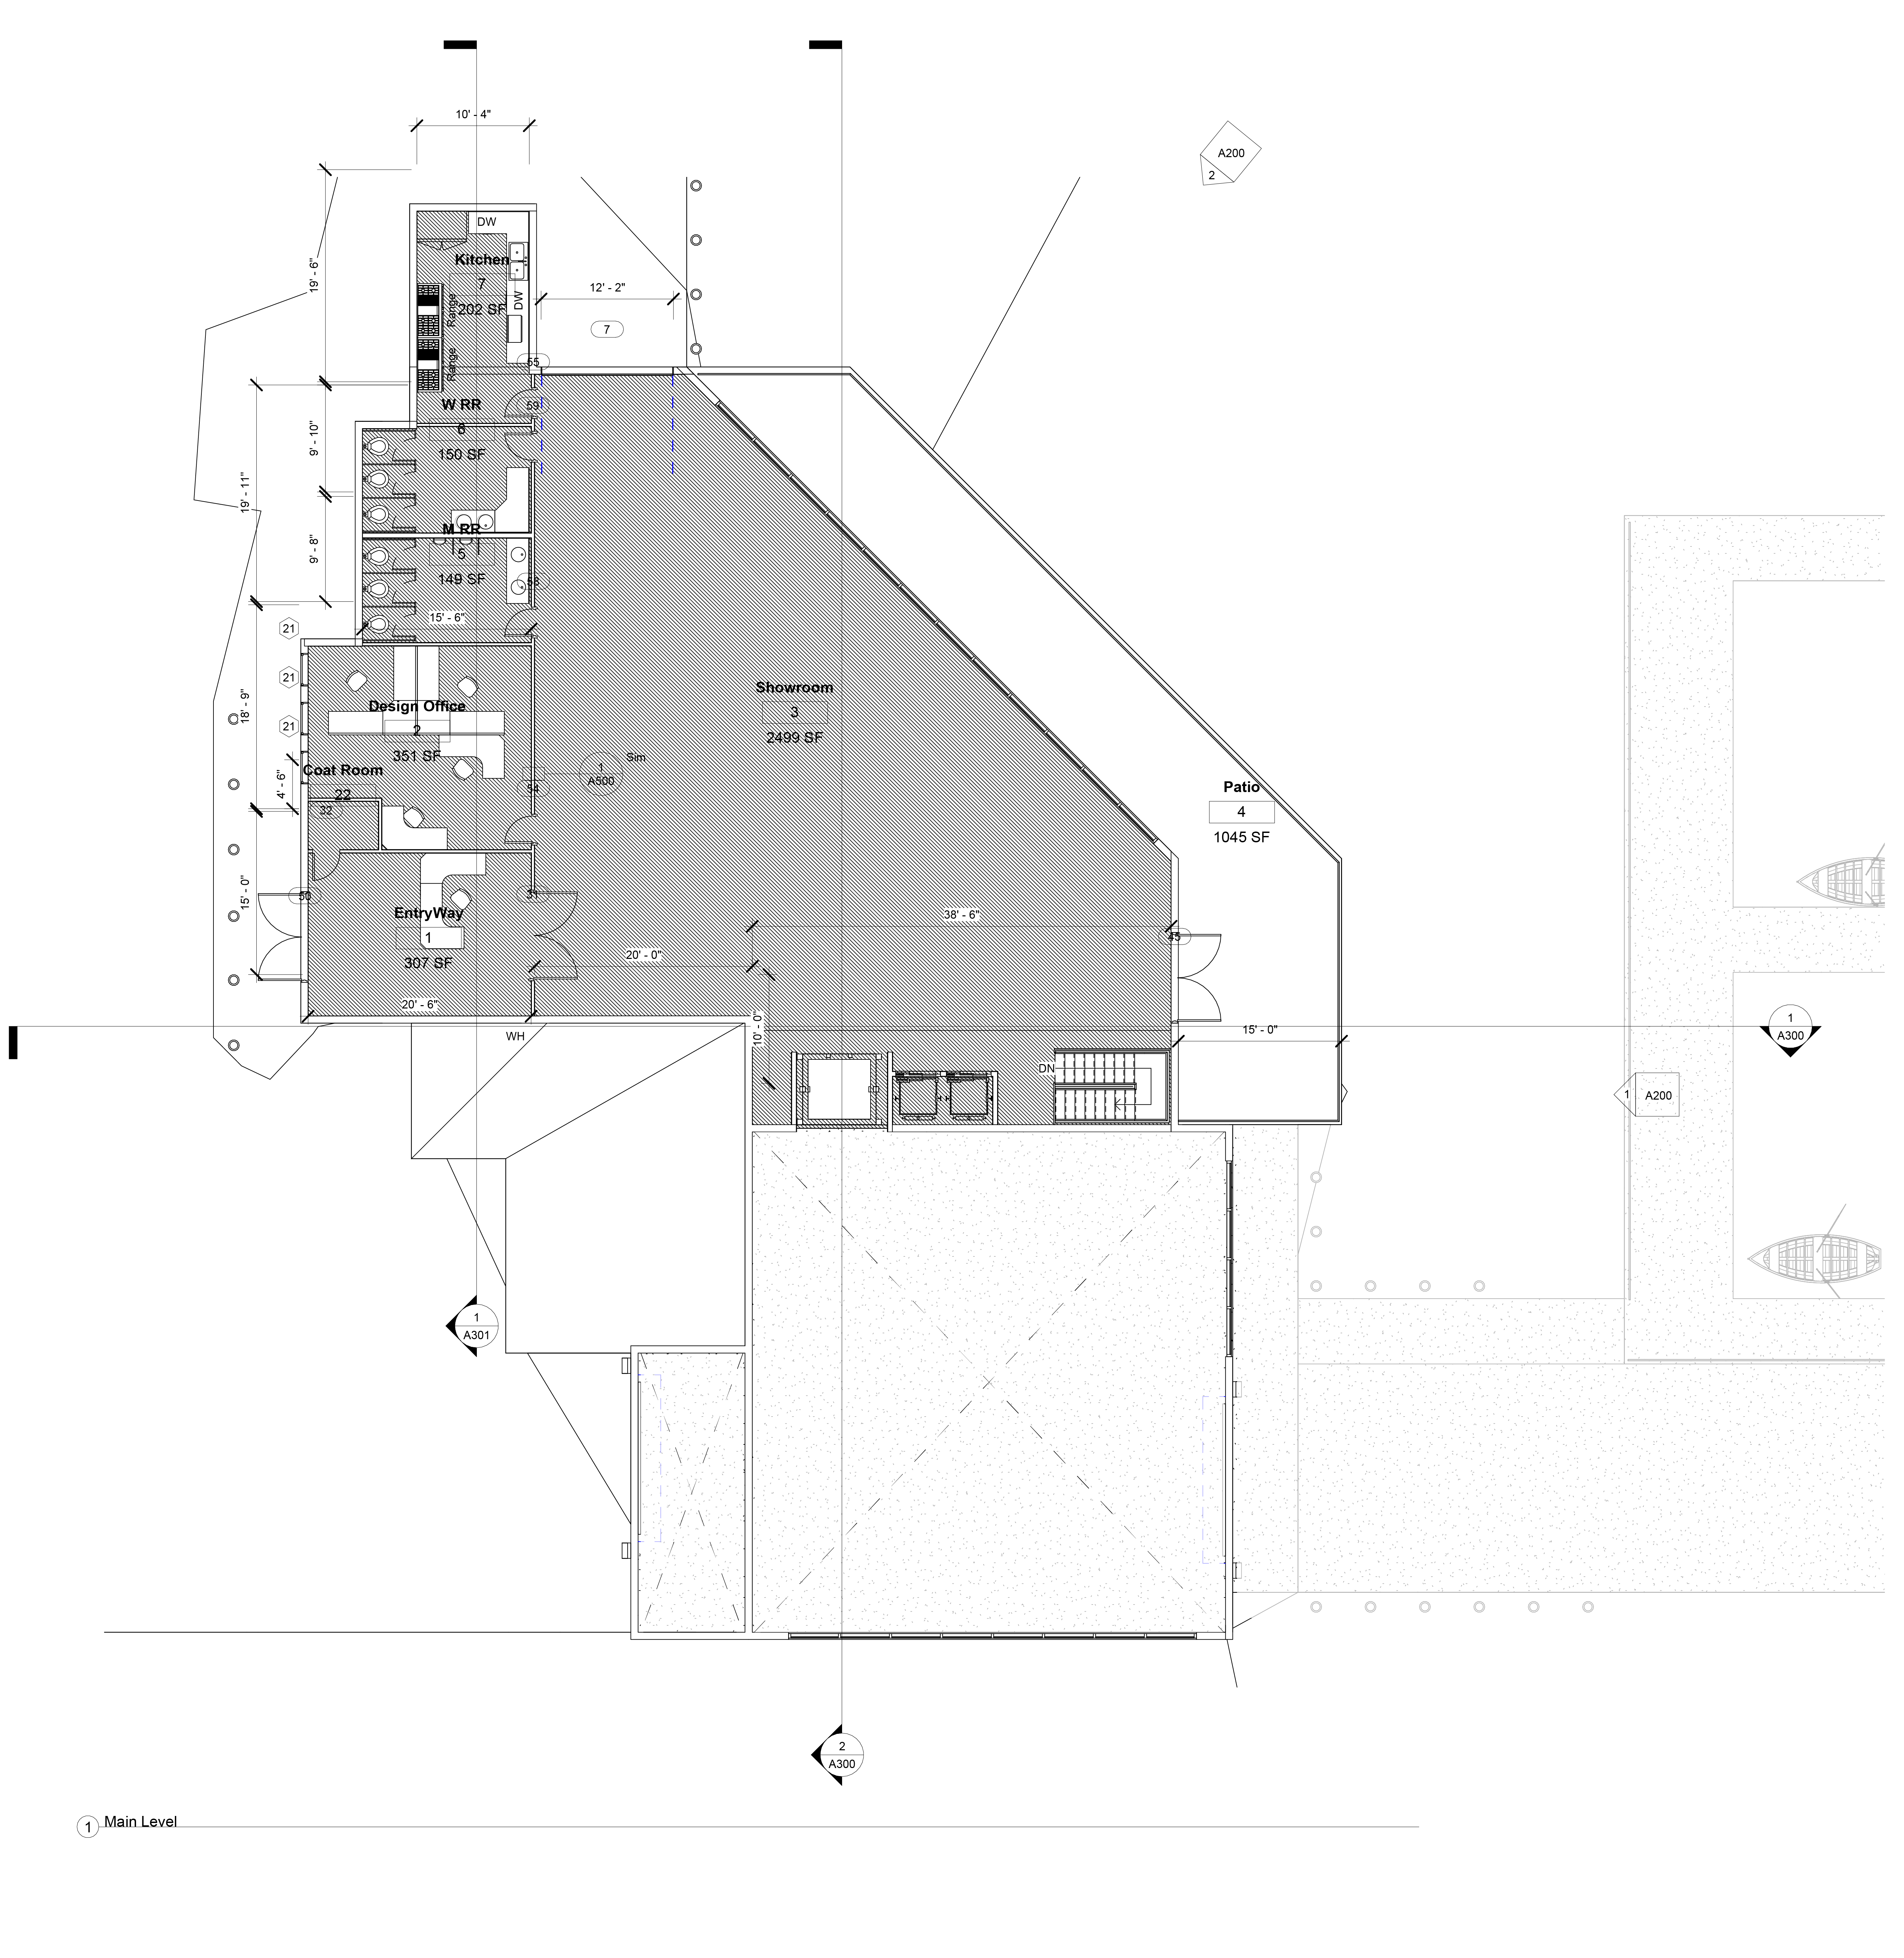 10' - 4"
A200
2
DW
19' - 6"
Kitchen
7
202 SF
DW
Range
Range
12' - 2"
7
55
59
W RR
6
150 SF
9' - 10"
19' - 11"
M RR
5
149 SF
58
9' - 8"
15' - 6"
21
21
21
18' - 9"
Design Office
2
351 SF
Showroom
3
2499 SF
Sim
1
A500
54
Coat Room
22
32
4' - 6"
Patio
4
1045 SF
15' - 0"
50
31
EntryWay
1
307 SF
38' - 6"
45
20' - 0"
20' - 6"
10' - 0"
WH
15' - 0"
1
A300
DN
1
A200
1
A301
2
A300
1 Main Level